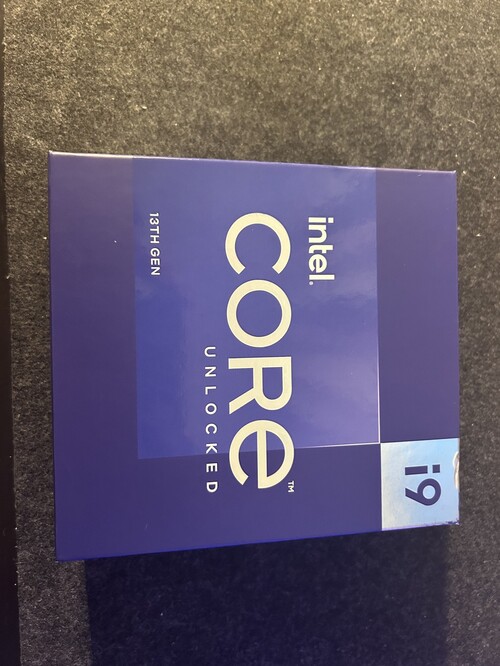 i9
intel.
CORe™
UNLOCKED
13TH GEN